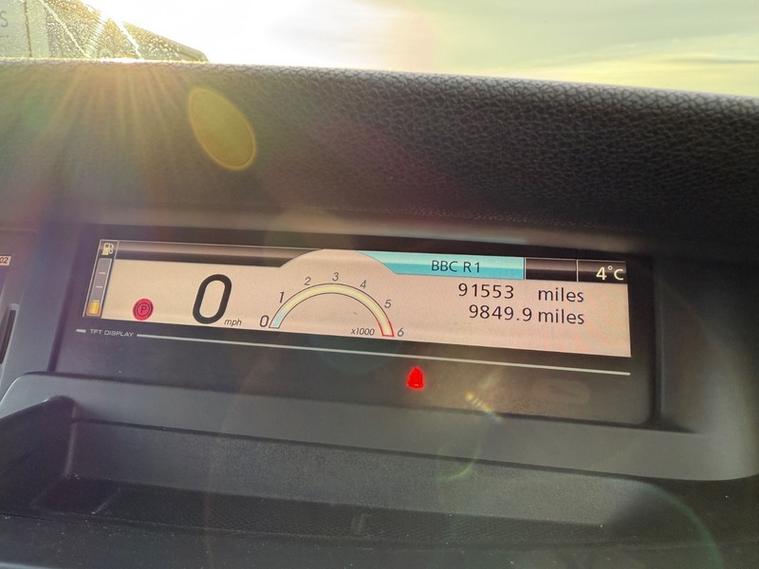 S
02
BBC R1
4°C
91553 miles
9849.9 miles
0 mph
P
0 1 2 3 4 5 6
x1000
TFT DISPLAY